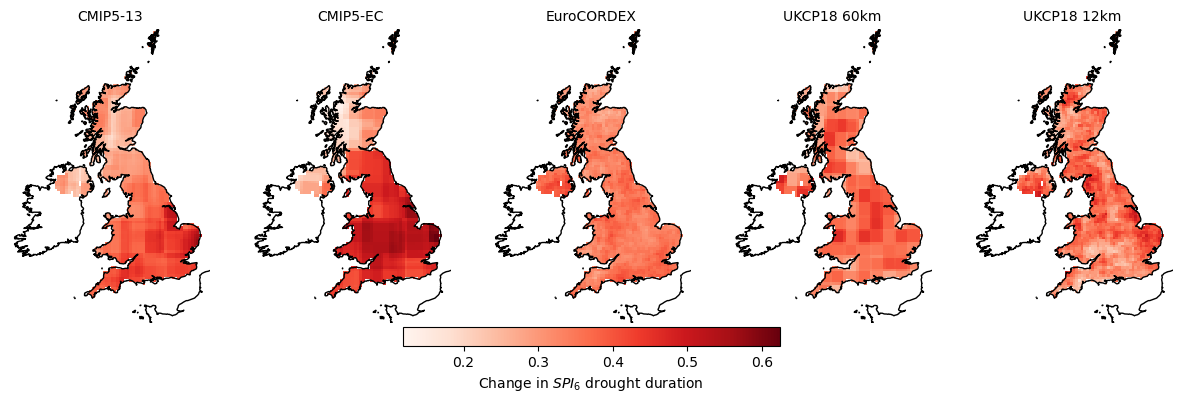 CMIP5-13 CMIP5-EC EuroCORDEX UKCP18 60km UKCP18 12km
0.2 0.3 0.4 0.5 0.6
Change in SPI₆ drought duration